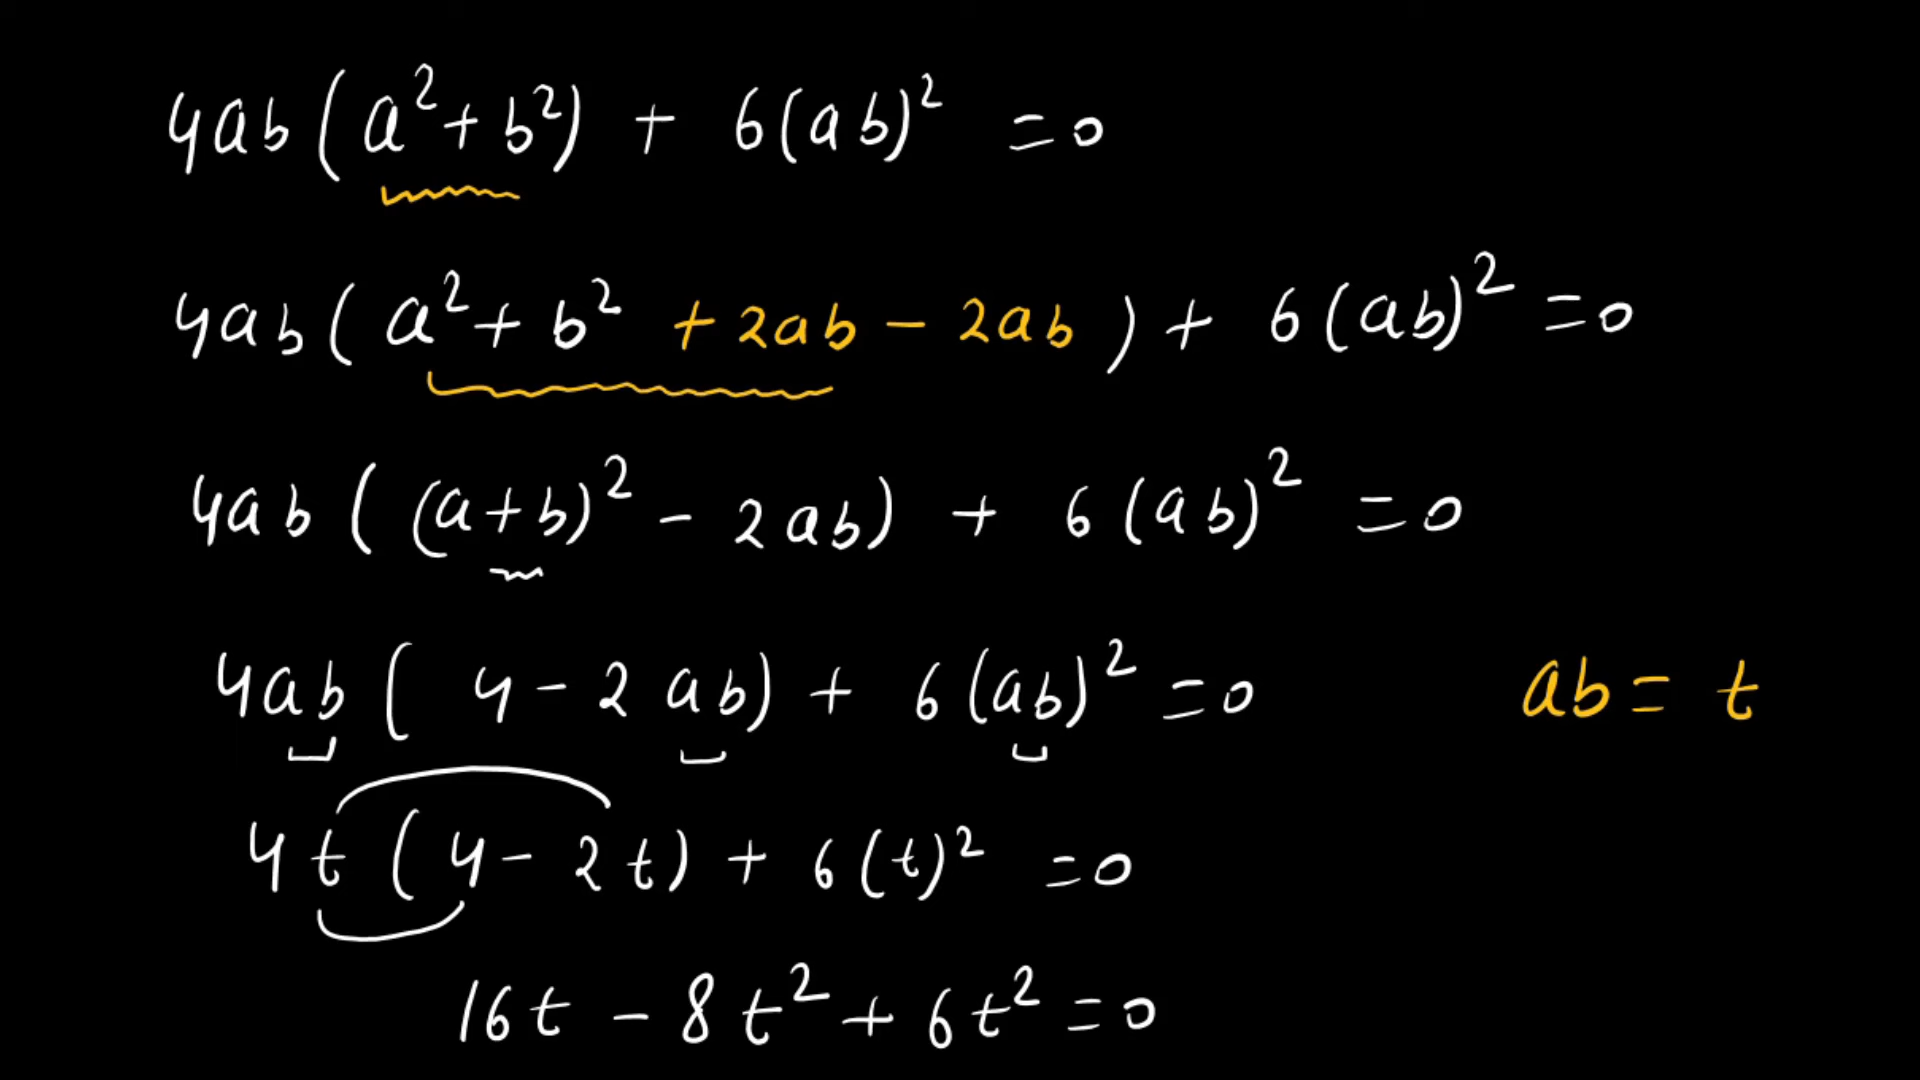 4ab(a²+b²) + 6(ab)² =0
4ab(a²+b² +2ab-2ab) + 6(ab)² =0
4ab((a+b)² - 2ab) + 6(ab)² =0
4ab(4-2ab) + 6(ab)² =0 ab= t
4t(4-2t) + 6(t)² =0
16t - 8t² + 6t² =0